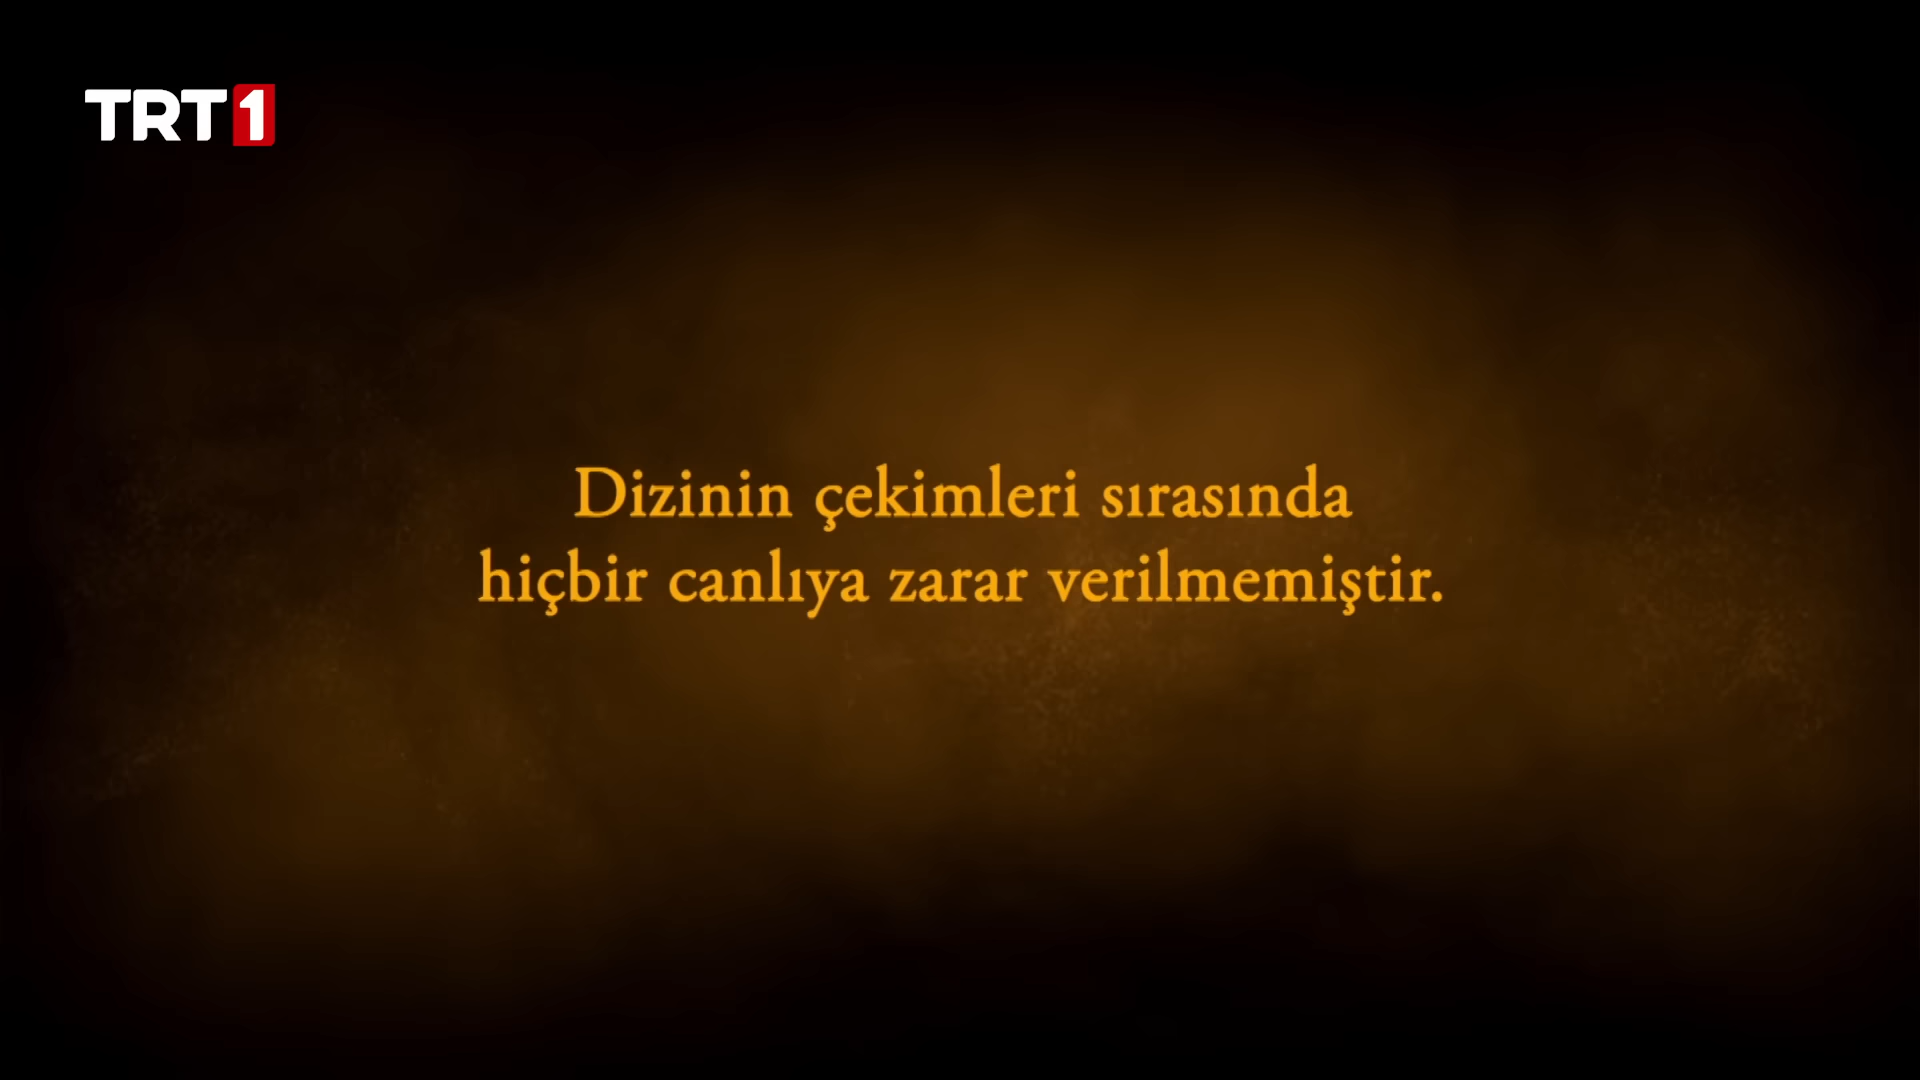 TRT1
Dizinin çekimleri sırasında
hiçbir canlıya zarar verilmemiştir.